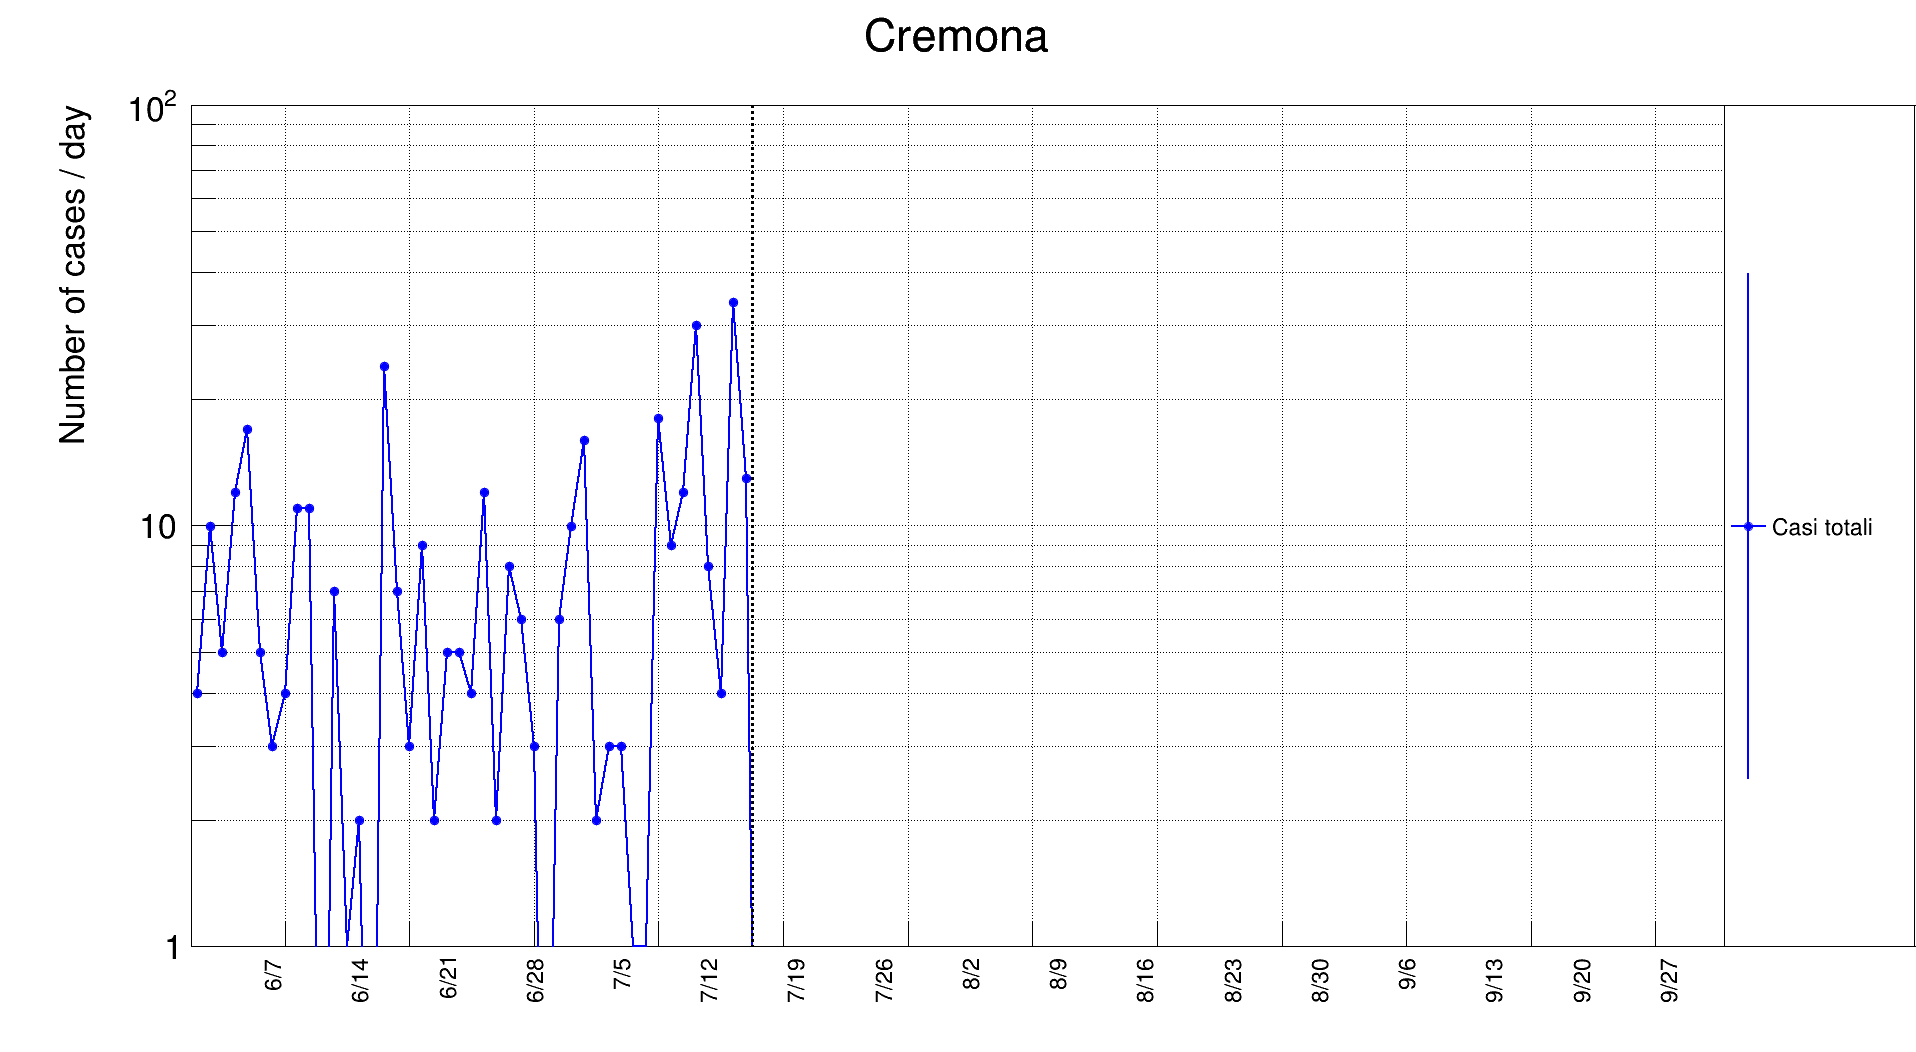 Cremona
Number of cases / day
10²
10
1
6/7 6/14 6/21 6/28 7/5 7/12 7/19 7/26 8/2 8/9 8/16 8/23 8/30 9/6 9/13 9/20 9/27
Casi totali